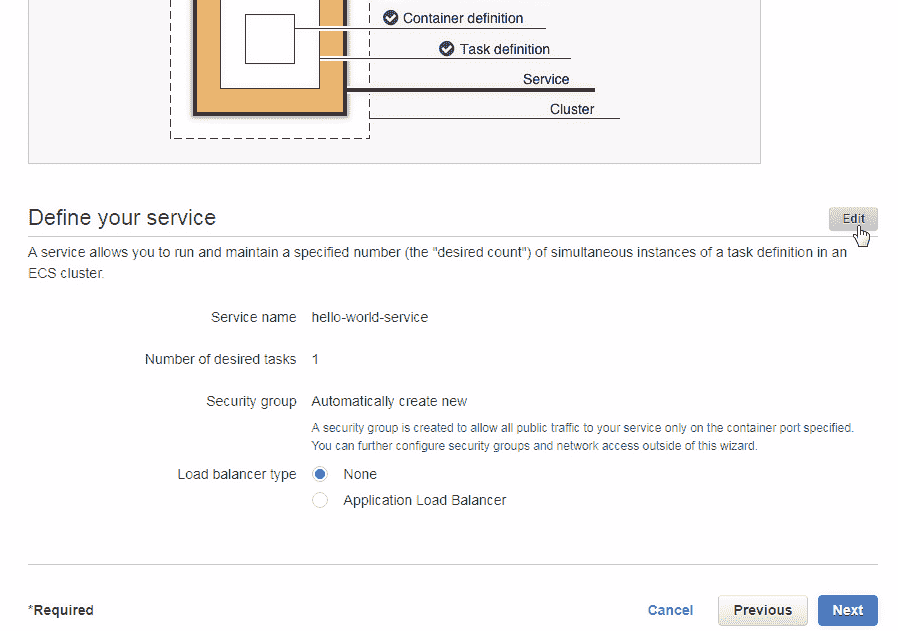 Container definition
Task definition
Service
Cluster
Define your service
Edit
A service allows you to run and maintain a specified number (the "desired count") of simultaneous instances of a task definition in an
ECS cluster.
Service name hello-world-service
Number of desired tasks 1
Security group Automatically create new
A security group is created to allow all public traffic to your service only on the container port specified.
You can further configure security groups and network access outside of this wizard.
Load balancer type None
Application Load Balancer
*Required Cancel Previous Next